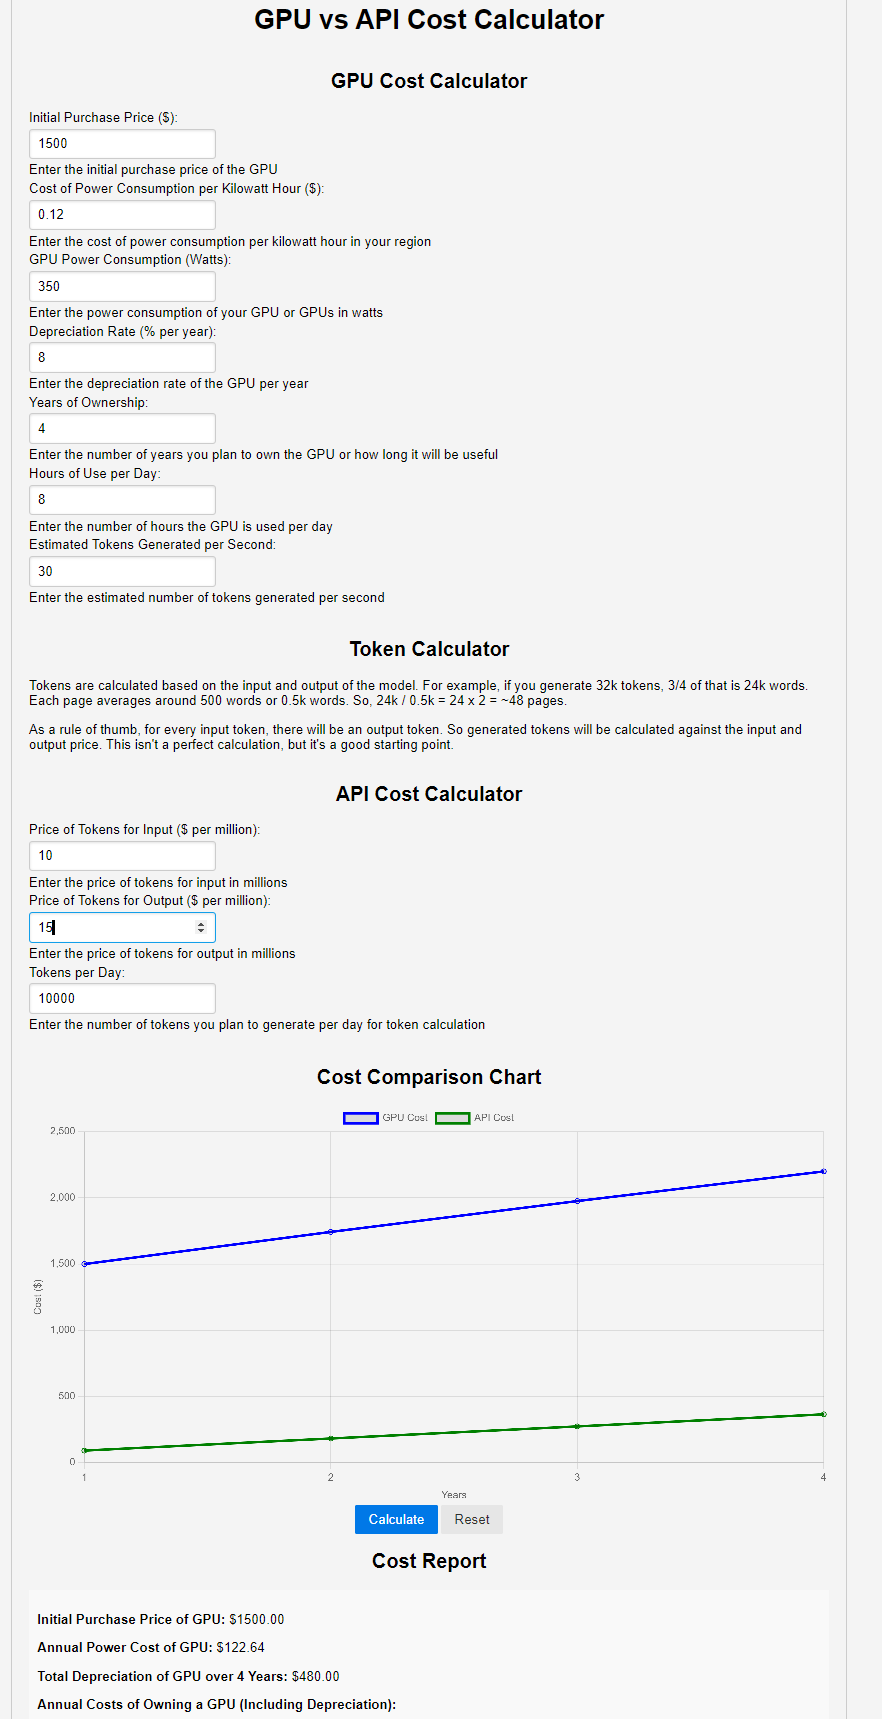 GPU vs API Cost Calculator
GPU Cost Calculator
Initial Purchase Price ($):
1500
Enter the initial purchase price of the GPU
Cost of Power Consumption per Kilowatt Hour ($):
0.12
Enter the cost of power consumption per kilowatt hour in your region
GPU Power Consumption (Watts):
350
Enter the power consumption of your GPU or GPUs in watts
Depreciation Rate (% per year):
8
Enter the depreciation rate of the GPU per year
Years of Ownership:
4
Enter the number of years you plan to own the GPU or how long it will be useful
Hours of Use per Day:
8
Enter the number of hours the GPU is used per day
Estimated Tokens Generated per Second:
30
Enter the estimated number of tokens generated per second
Token Calculator
Tokens are calculated based on the input and output of the model. For example, if you generate 32k tokens, 3/4 of that is 24k words.
Each page averages around 500 words or 0.5k words. So, 24k / 0.5k = 24 x 2 = ~48 pages.
As a rule of thumb, for every input token, there will be an output token. So generated tokens will be calculated against the input and
output price. This isn't a perfect calculation, but it's a good starting point.
API Cost Calculator
Price of Tokens for Input ($ per million):
10
Enter the price of tokens for input in millions
Price of Tokens for Output ($ per million):
15
Enter the price of tokens for output in millions
Tokens per Day:
10000
Enter the number of tokens you plan to generate per day for token calculation
Cost Comparison Chart
GPU Cost API Cost
2,500
2,000
1,500
Cost ($)
1,000
500
0
1 2 3 4
Years
Calculate Reset
Cost Report
Initial Purchase Price of GPU: $1500.00
Annual Power Cost of GPU: $122.64
Total Depreciation of GPU over 4 Years: $480.00
Annual Costs of Owning a GPU (Including Depreciation):